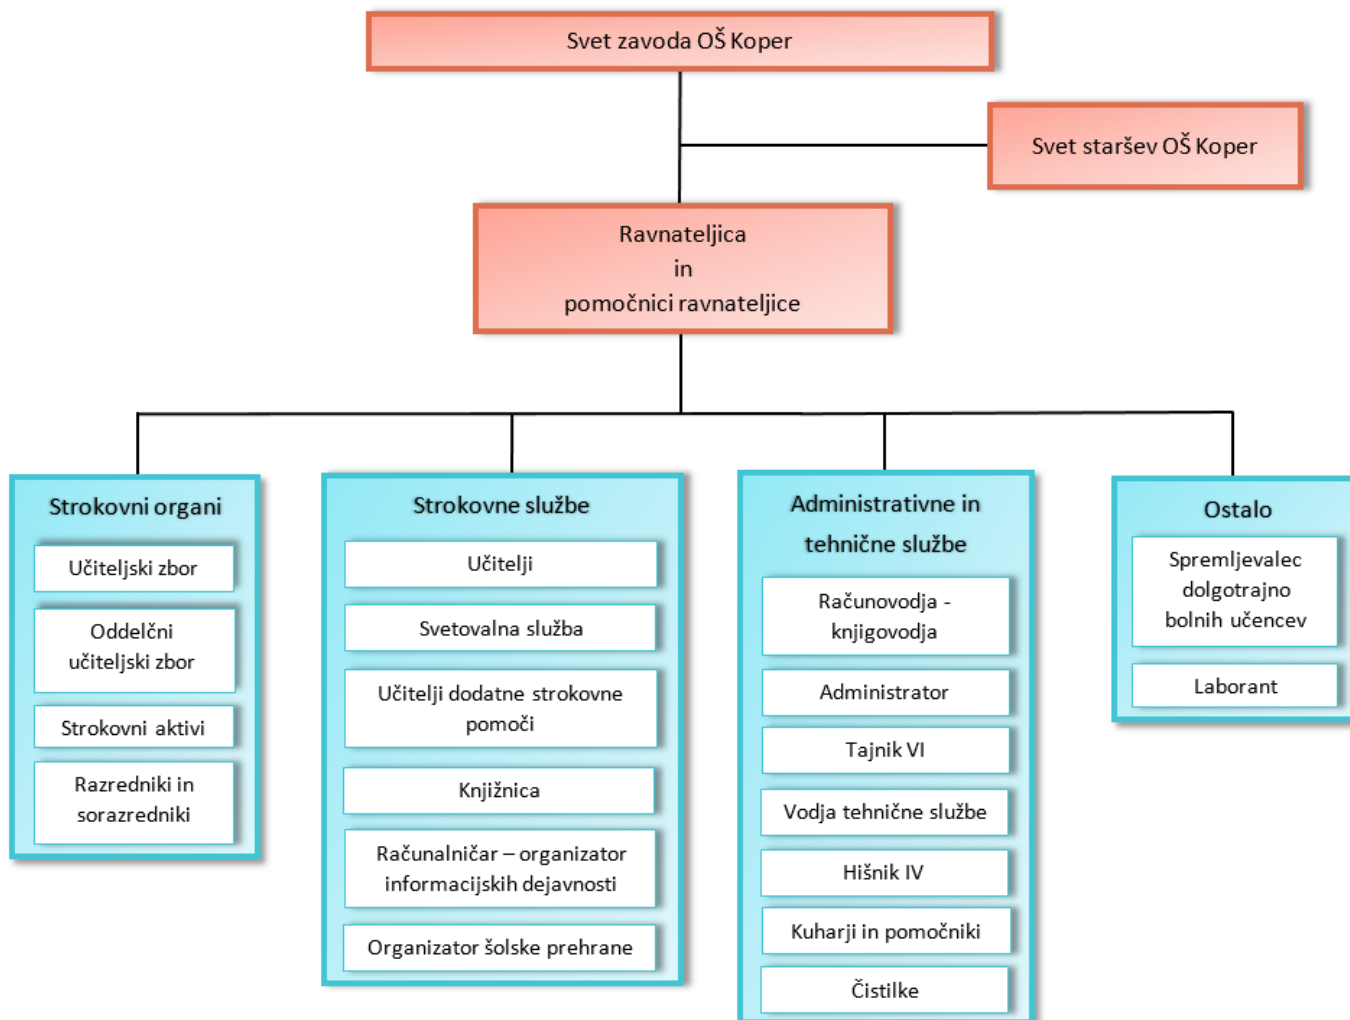 Svet zavoda OŠ Koper
Svet staršev OŠ Koper
Ravnateljica
in
pomočnici ravnateljice
Strokovni organi
Učiteljski zbor
Oddelčni
učiteljski zbor
Strokovni aktivi
Razredniki in
sorazredniki
Strokovne službe
Učitelji
Svetovalna služba
Učitelji dodatne strokovne
pomoči
Knjižnica
Računalničar – organizator
informacijskih dejavnosti
Organizator šolske prehrane
Administrativne in
tehnične službe
Računovodja -
knjigovodja
Administrator
Tajnik VI
Vodja tehnične službe
Hišnik IV
Kuharji in pomočniki
Čistilke
Ostalo
Spremljevalec
dolgotrajno
bolnih učencev
Laborant